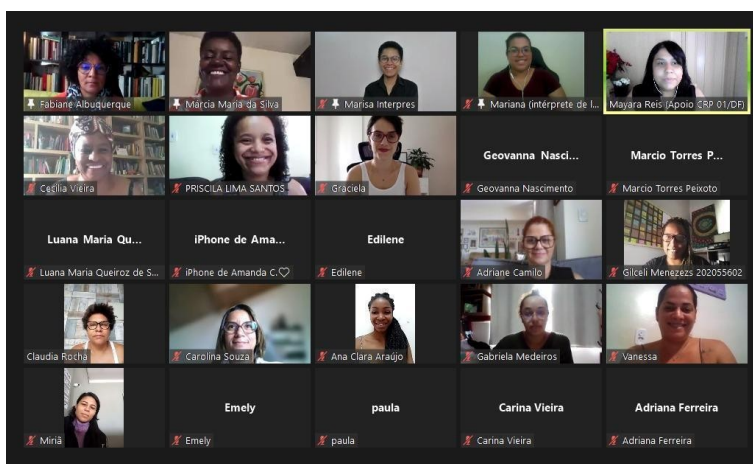 Fabiane Albuquerque
Márcia Maria da Silva
Marisa Interpres
Mariana (intérprete de l...
Mayara Reis (Apoio CRP 01/DF)
Cecilia Vieira
PRISCILA LIMA SANTOS
Graciela
Geovanna Nasci...
Geovanna Nascimento
Marcio Torres P...
Marcio Torres Peixoto
Luana Maria Qu...
Luana Maria Queiroz de S...
iPhone de Ama...
iPhone de Amanda C.♡
Edilene
Edilene
Adriane Camilo
Gilceli Menezezs 202055602
Claudia Rocha
Carolina Souza
Ana Clara Araújo
Gabriela Medeiros
Vanessa
Miriã
Emely
Emely
paula
paula
Carina Vieira
Carina Vieira
Adriana Ferreira
Adriana Ferreira